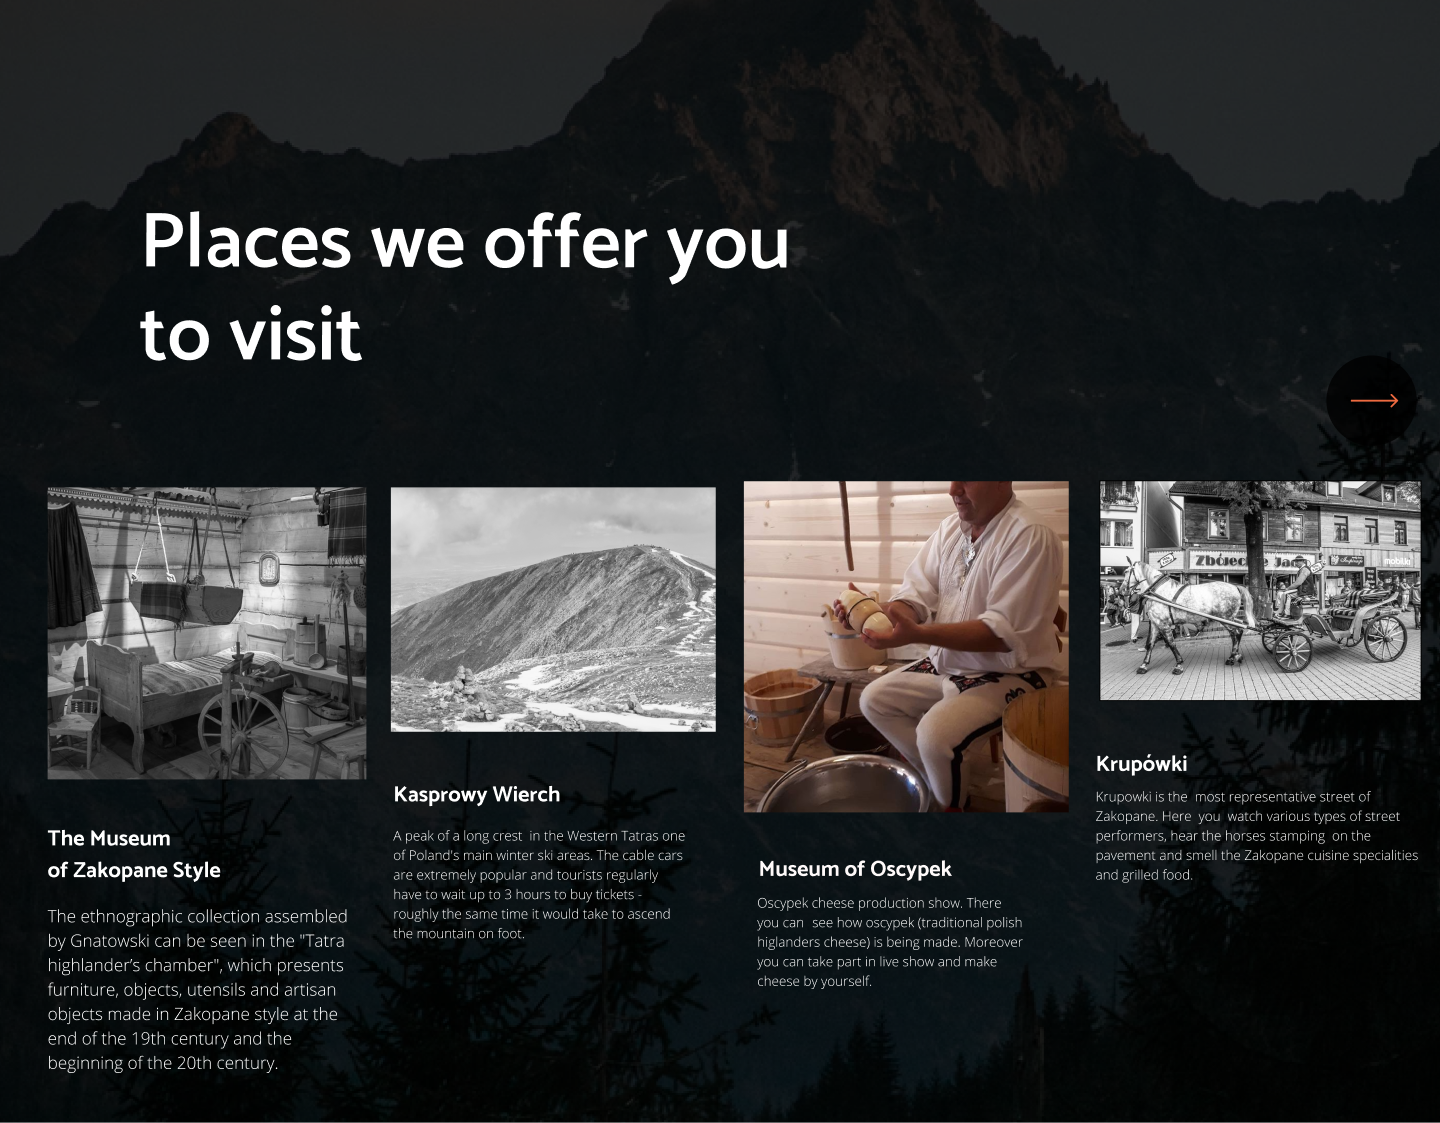 Places we offer you
to visit
Zbójeckie Jadło
mobilla
The Museum
of Zakopane Style
The ethnographic collection assembled
by Gnatowski can be seen in the "Tatra
highlander’s chamber", which presents
furniture, objects, utensils and artisan
objects made in Zakopane style at the
end of the 19th century and the
beginning of the 20th century.
Kasprowy Wierch
A peak of a long crest  in the Western Tatras one
of Poland's main winter ski areas. The cable cars
are extremely popular and tourists regularly
have to wait up to 3 hours to buy tickets -
roughly the same time it would take to ascend
the mountain on foot.
Museum of Oscypek
Oscypek cheese production show. There
you can  see how oscypek (traditional polish
higlanders cheese) is being made. Moreover
you can take part in live show and make
cheese by yourself.
Krupówki
Krupowki is the  most representative street of
Zakopane. Here  you  watch various types of street
performers, hear the horses stamping  on the
pavement and smell the Zakopane cuisine specialities
and grilled food.